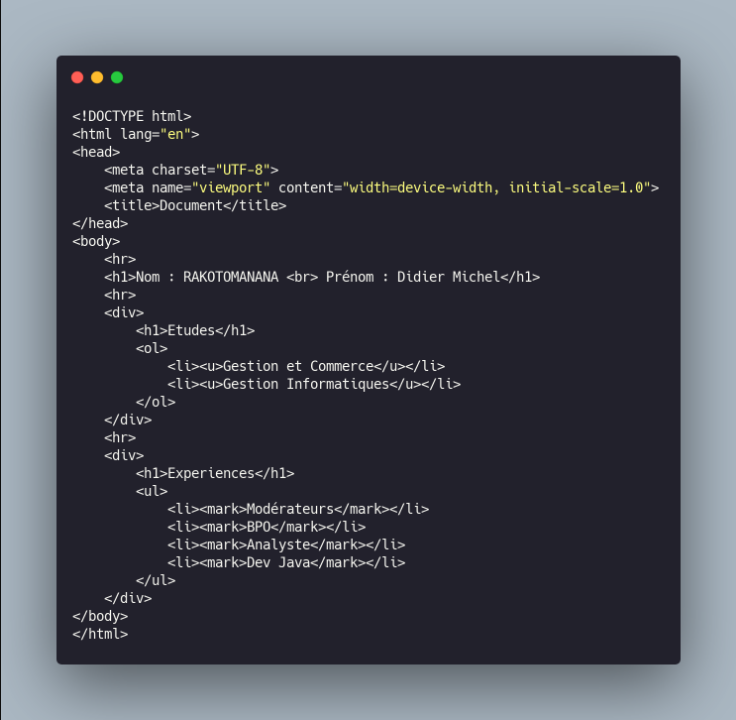 <!DOCTYPE html>
<html lang="en">
<head>
    <meta charset="UTF-8">
    <meta name="viewport" content="width=device-width, initial-scale=1.0">
    <title>Document</title>
</head>
<body>
    <hr>
    <h1>Nom : RAKOTOMANANA <br> Prénom : Didier Michel</h1>
    <hr>
    <div>
        <h1>Etudes</h1>
        <ol>
            <li><u>Gestion et Commerce</u></li>
            <li><u>Gestion Informatiques</u></li>
        </ol>
    </div>
    <hr>
    <div>
        <h1>Experiences</h1>
        <ul>
            <li><mark>Modérateurs</mark></li>
            <li><mark>BPO</mark></li>
            <li><mark>Analyste</mark></li>
            <li><mark>Dev Java</mark></li>
        </ul>
    </div>
</body>
</html>